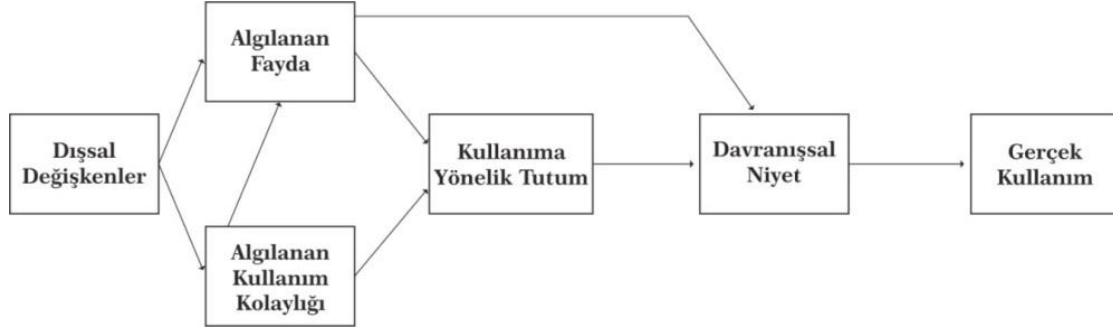 Algılanan
Fayda
Dışsal
Değişkenler
Kullanıma
Yönelik Tutum
Davranışsal
Niyet
Gerçek
Kullanım
Algılanan
Kullanım
Kolaylığı